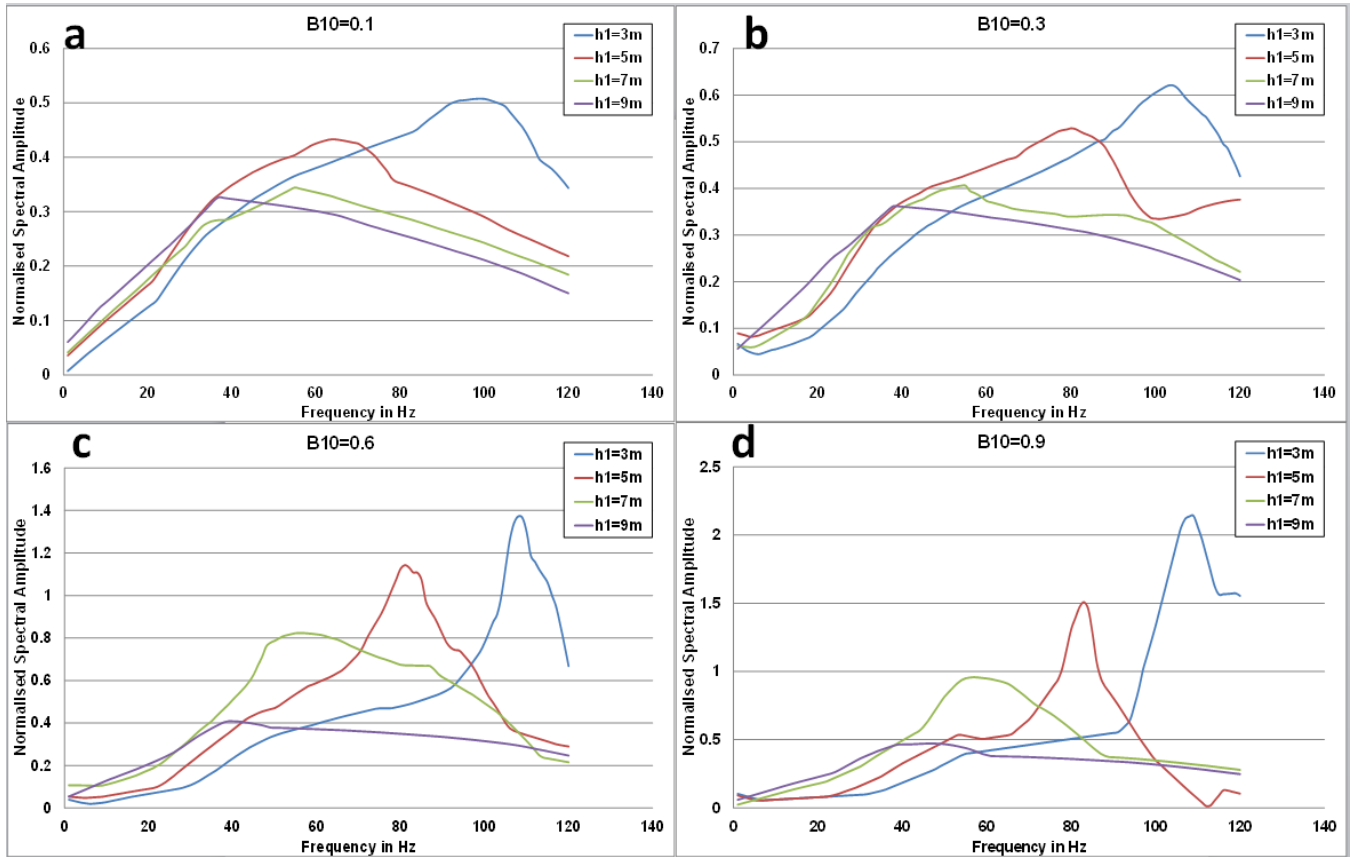 a
B10=0.1
h1=3m
h1=5m
h1=7m
h1=9m
Normalised Spectral Amplitude
0.6
0.5
0.4
0.3
0.2
0.1
0
0 20 40 60 80 100 120 140
Frequency in Hz
b
B10=0.3
h1=3m
h1=5m
h1=7m
h1=9m
Normalised Spectral Amplitude
0.7
0.6
0.5
0.4
0.3
0.2
0.1
0
0 20 40 60 80 100 120 140
Frequency in Hz
c
B10=0.6
h1=3m
h1=5m
h1=7m
h1=9m
Normalised Spectral Amplitude
1.6
1.4
1.2
1
0.8
0.6
0.4
0.2
0
0 20 40 60 80 100 120 140
Frequency in Hz
d
B10=0.9
h1=3m
h1=5m
h1=7m
h1=9m
Normalised Spectral Amplitude
2.5
2
1.5
1
0.5
0
0 20 40 60 80 100 120 140
Frequency in Hz